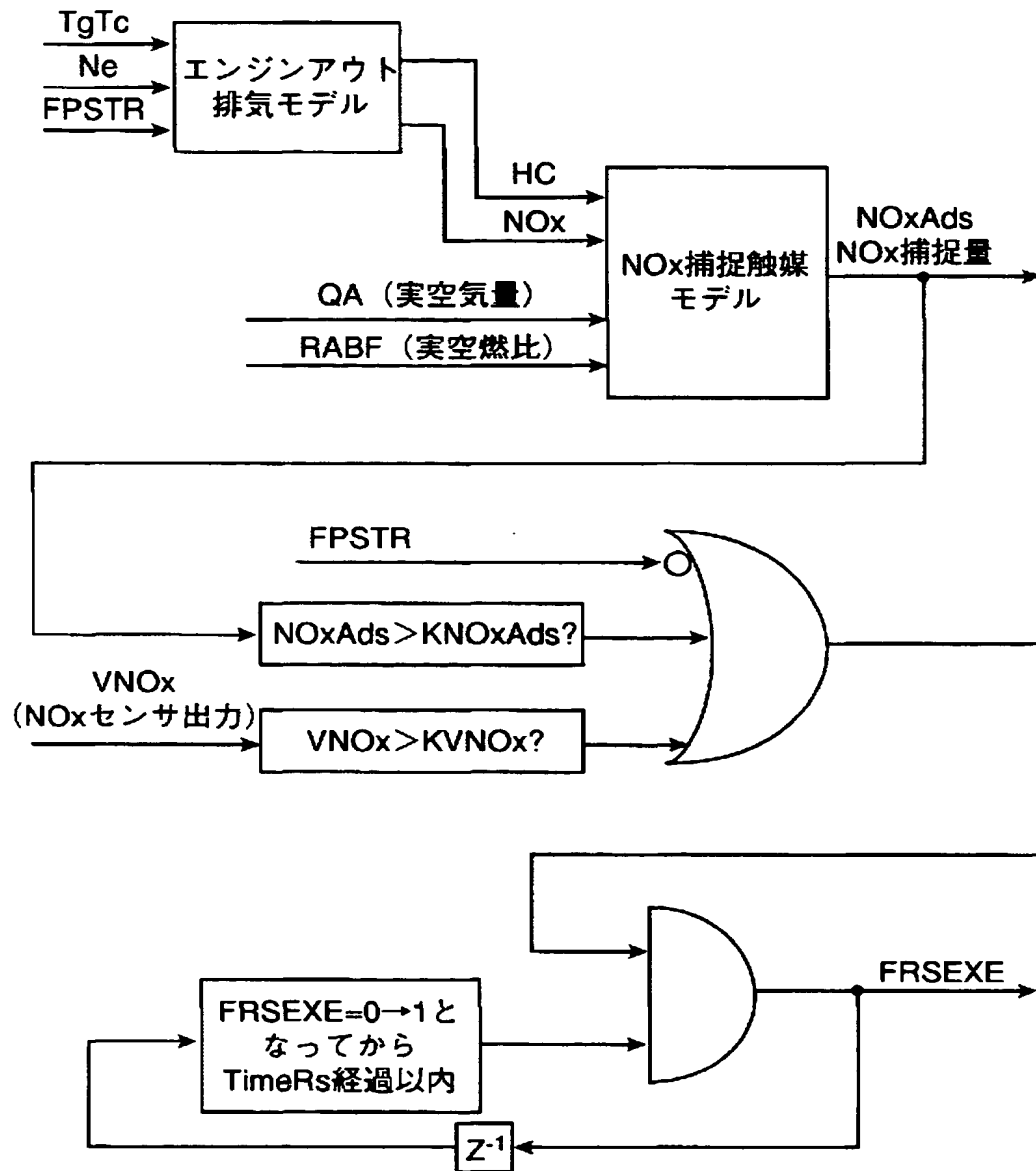 TgTc
Ne
FPSTR
エンジンアウト
排気モデル
HC
NOx
QA（実空気量）
RABF（実空燃比）
NOx捕捉触媒
モデル
NOxAds
NOx捕捉量
FPSTR
NOxAds＞KNOxAds?
VNOx
（NOxセンサ出力）
VNOx＞KVNOx?
FRSEXE=0→1と
なってから
TimeRs経過以内
FRSEXE
Z⁻¹